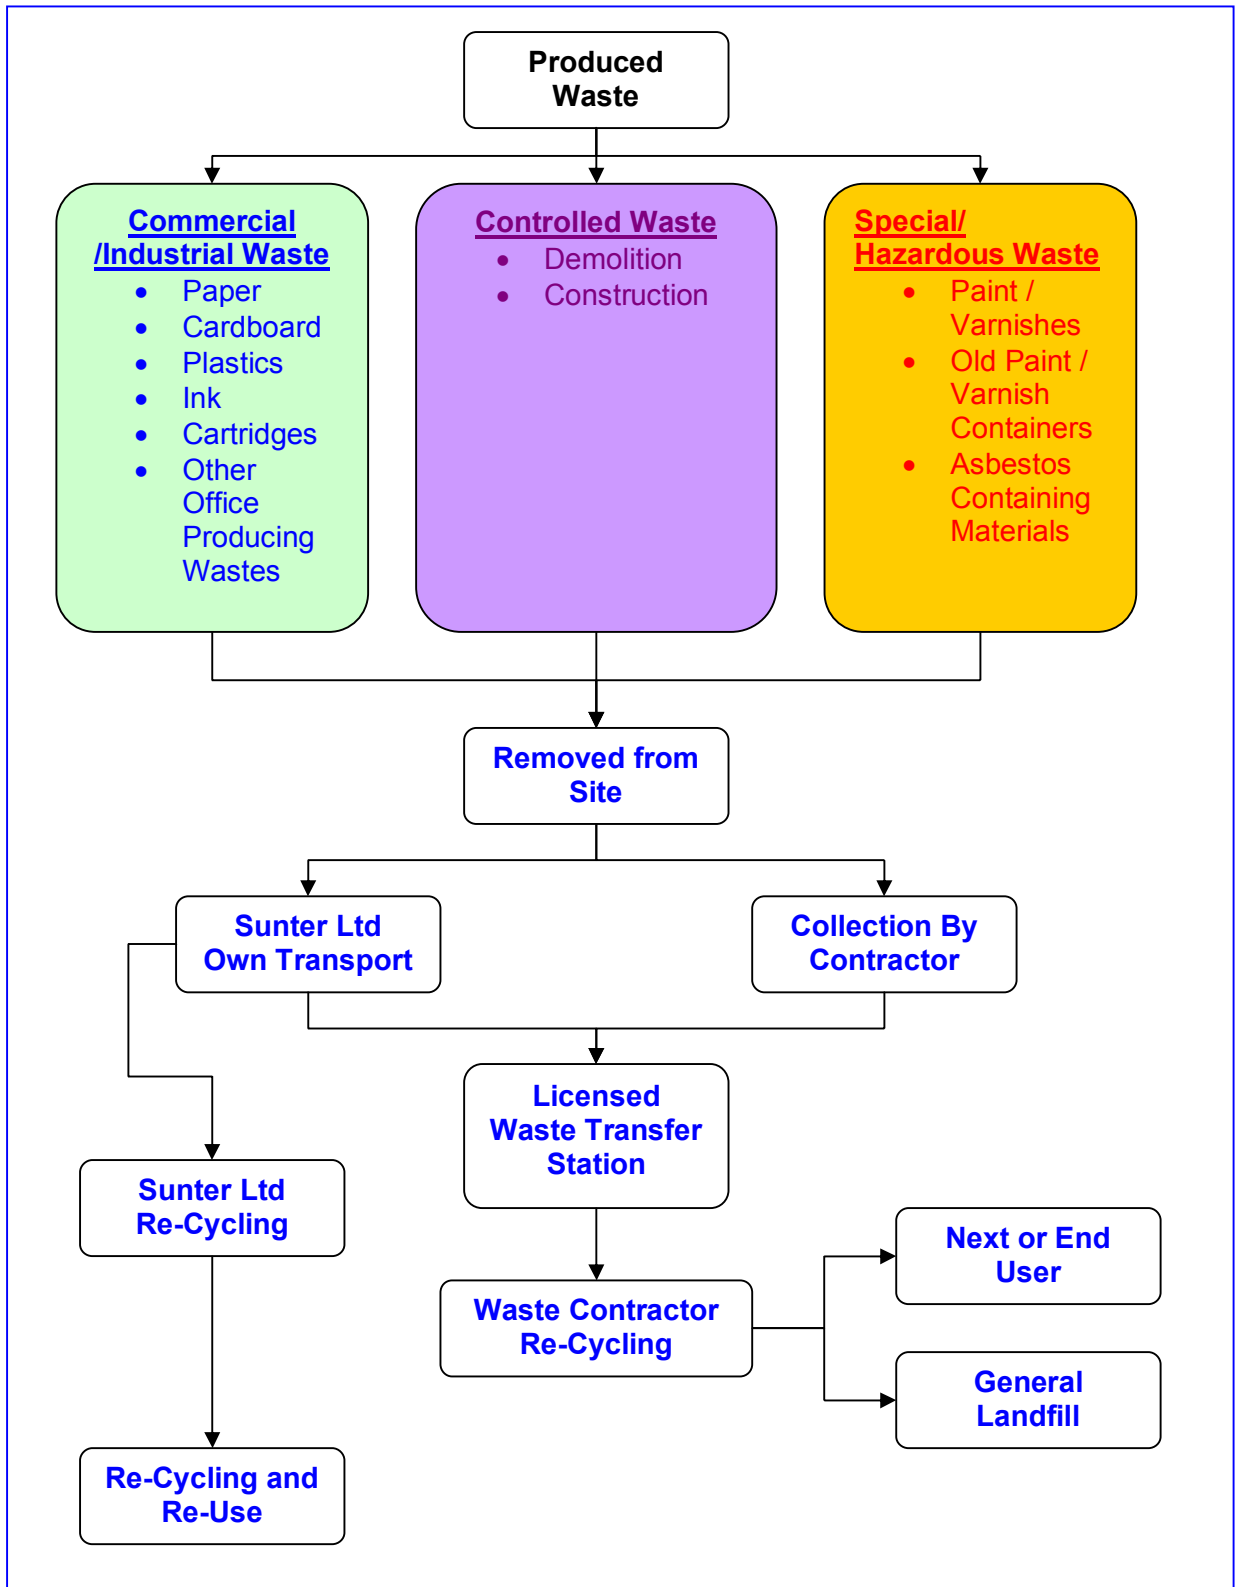 Produced
Waste
Commercial
/Industrial Waste
• Paper
• Cardboard
• Plastics
• Ink
• Cartridges
• Other
Office
Producing
Wastes
Controlled Waste
• Demolition
• Construction
Special/
Hazardous Waste
• Paint /
Varnishes
• Old Paint /
Varnish
Containers
• Asbestos
Containing
Materials
Removed from
Site
Sunter Ltd
Own Transport
Collection By
Contractor
Licensed
Waste Transfer
Station
Sunter Ltd
Re-Cycling
Next or End
User
Waste Contractor
Re-Cycling
General
Landfill
Re-Cycling and
Re-Use